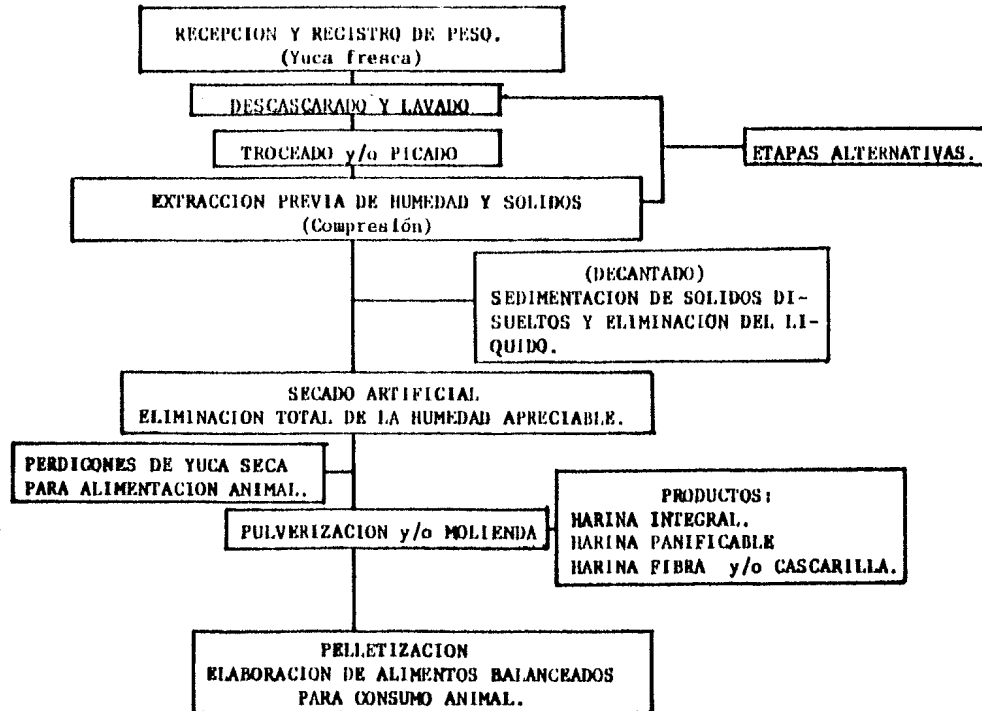 RECEPCION Y REGISTRO DE PESO.
(Yuca fresca)
DESCASCARADO Y LAVADO
TROCEADO y/o PICADO
ETAPAS ALTERNATIVAS.
EXTRACCION PREVIA DE HUMEDAD Y SOLIDOS
(Compresión)
(DECANTADO)
SEDIMENTACION DE SOLIDOS DI-
SUELTOS Y ELIMINACION DEL LI-
QUIDO.
SECADO ARTIFICIAL
ELIMINACION TOTAL DE LA HUMEDAD APRECIABLE.
PERDIGONES DE YUCA SECA
PARA ALIMENTACION ANIMAL.
PULVERIZACION y/o MOLIENDA
PRODUCTOS:
HARINA INTEGRAL.
HARINA PANIFICABLE
HARINA FIBRA y/o CASCARILLA.
PELLETIZACION
ELABORACION DE ALIMENTOS BALANCEADOS
PARA CONSUMO ANIMAL.